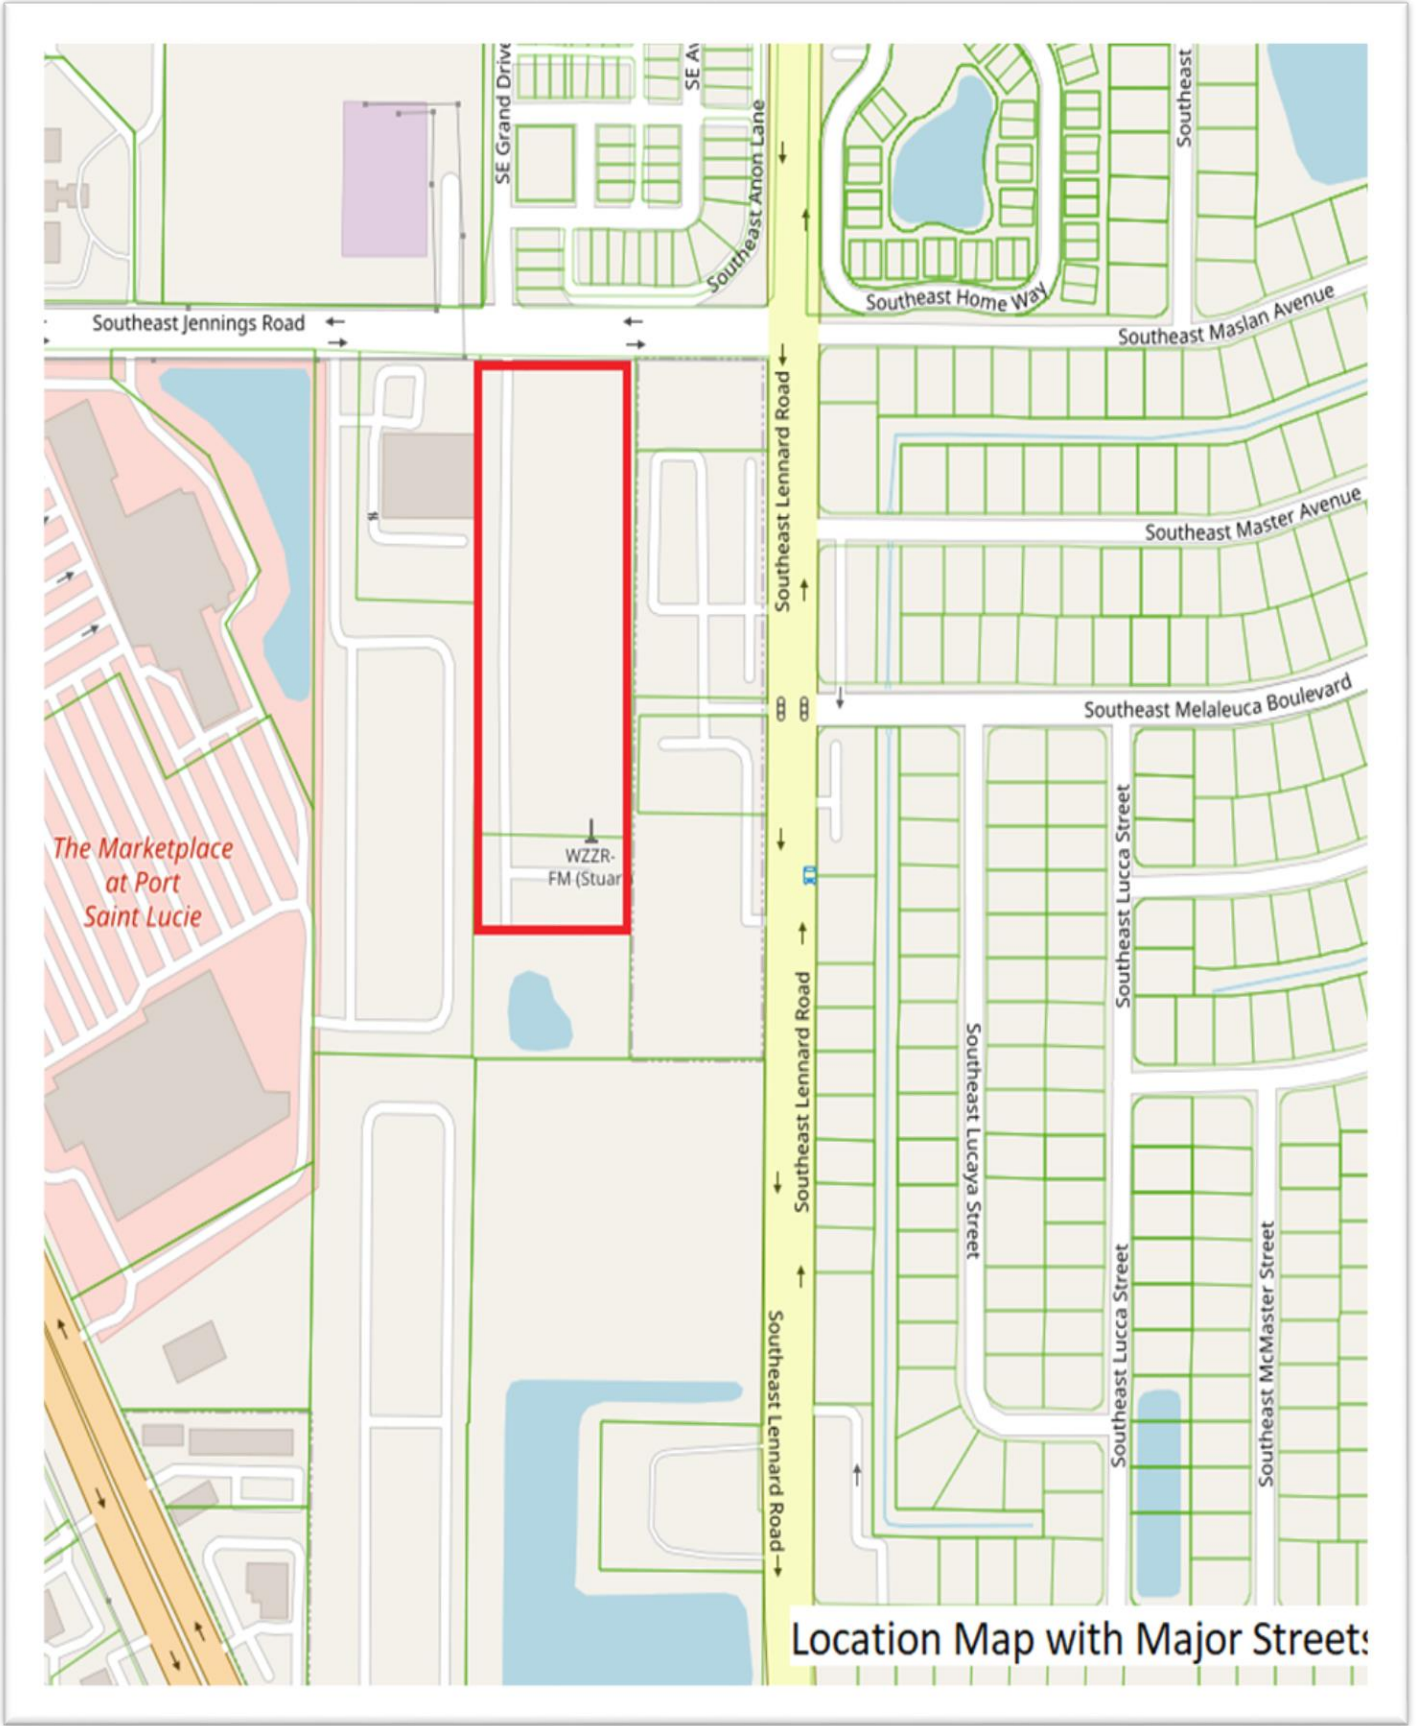 SE Grand Drive
SE Av
Southeast Anon Lane
Southeast
Southeast Home Way
Southeast Maslan Avenue
Southeast Jennings Road
Southeast Lennard Road
Southeast Master Avenue
Southeast Melaleuca Boulevard
The Marketplace
at Port
Saint Lucie
WZZR-
FM (Stuar
Southeast Lucca Street
Southeast Lennard Road
Southeast Lucaya Street
Southeast Lucca Street
Southeast McMaster Street
Southeast Lennard Road
Location Map with Major Streets